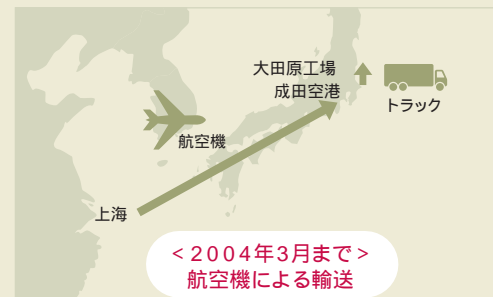 大田原工場
成田空港
トラック
航空機
上海
<2004年3月まで>
航空機による輸送